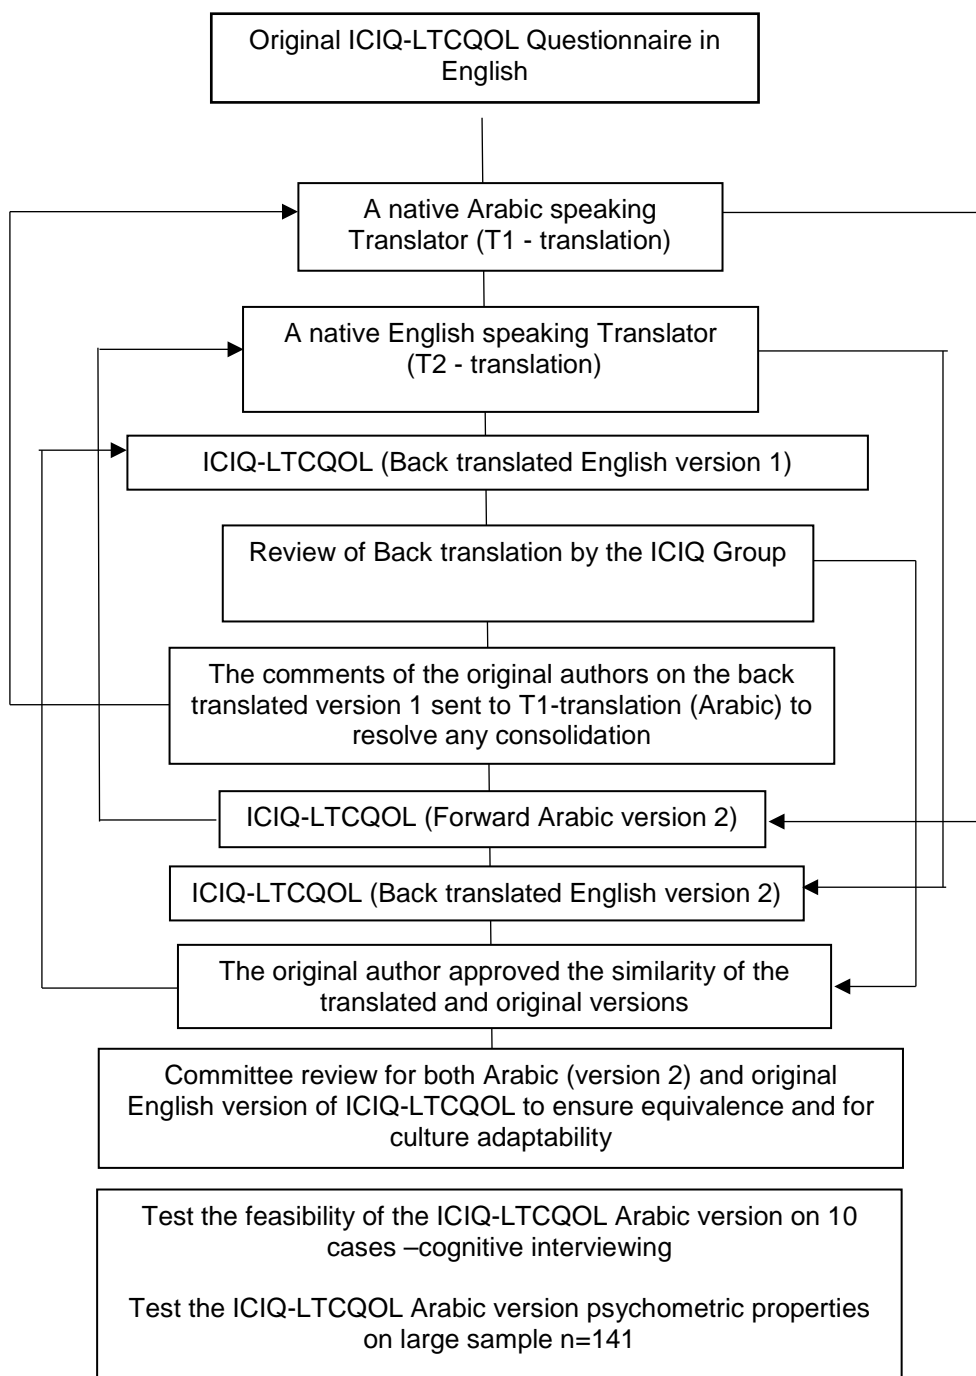 Original ICIQ-LTCQOL Questionnaire in
English
A native Arabic speaking
Translator (T1 - translation)
A native English speaking Translator
(T2 - translation)
ICIQ-LTCQOL (Back translated English version 1)
Review of Back translation by the ICIQ Group
The comments of the original authors on the back
translated version 1 sent to T1-translation (Arabic) to
resolve any consolidation
ICIQ-LTCQOL (Forward Arabic version 2)
ICIQ-LTCQOL (Back translated English version 2)
The original author approved the similarity of the
translated and original versions
Committee review for both Arabic (version 2) and original
English version of ICIQ-LTCQOL to ensure equivalence and for
culture adaptability
Test the feasibility of the ICIQ-LTCQOL Arabic version on 10
cases –cognitive interviewing
Test the ICIQ-LTCQOL Arabic version psychometric properties
on large sample n=141